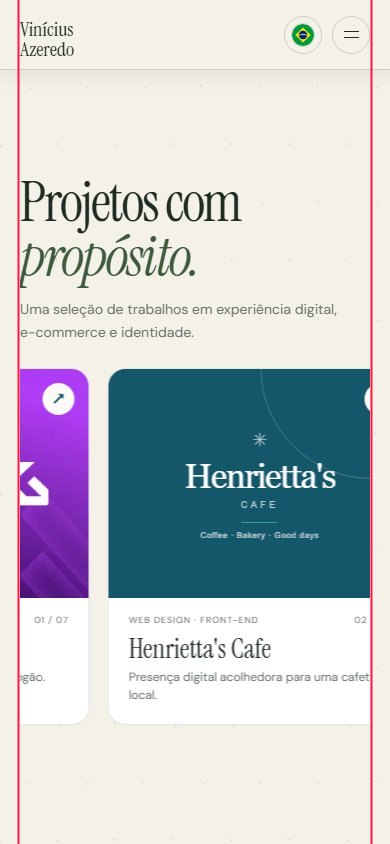 Vinícius
Azeredo
Projetos com
propósito.
Uma seleção de trabalhos em experiência digital,
e-commerce e identidade.
Henrietta's
CAFE
Coffee · Bakery · Good days
01 / 07
WEB DESIGN · FRONT-END 02
Henrietta's Cafe
Presença digital acolhedora para uma cafet
local.